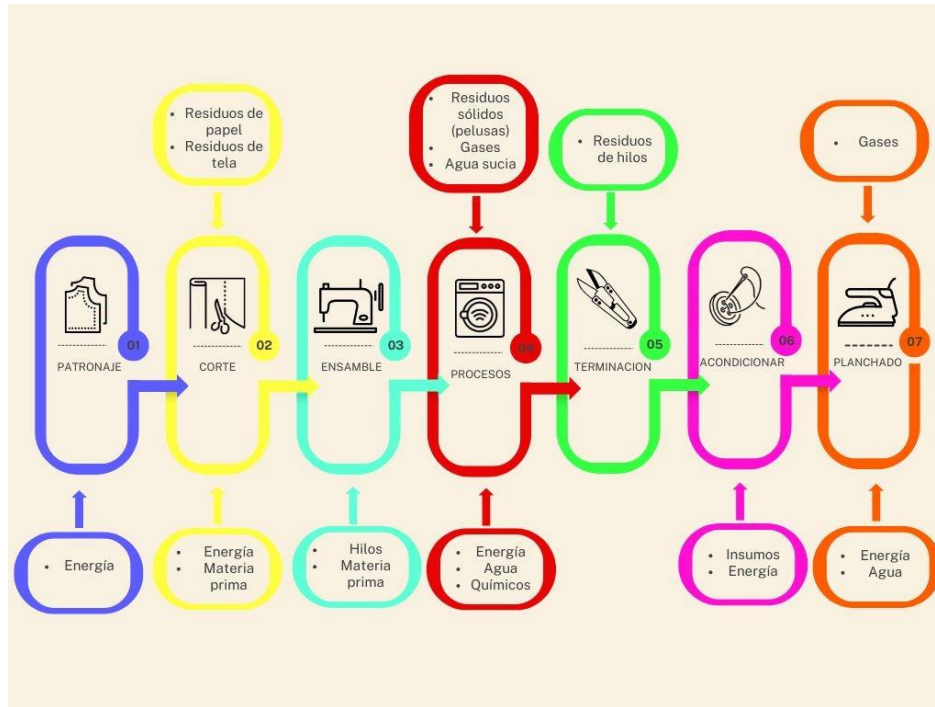 • Residuos de
papel
• Residuos de
tela
• Residuos
sólidos
(pelusas)
• Gases
• Agua sucia
• Residuos
de hilos
• Gases
01
PATRONAJE
02
CORTE
03
ENSAMBLE
04
PROCESOS
05
TERMINACION
06
ACONDICIONAR
07
PLANCHADO
• Energía
• Energía
• Materia
prima
• Hilos
• Materia
prima
• Energía
• Agua
• Químicos
• Insumos
• Energía
• Energía
• Agua